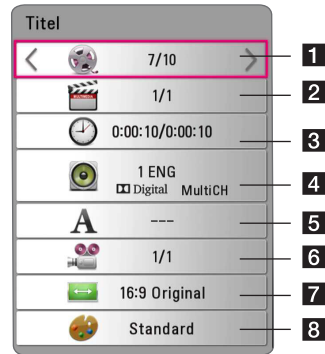 Titel
7/10 1
1/1 2
0:00:10/0:00:10 3
1 ENG
Digital MultiCH 4
A --- 5
1/1 6
16:9 Original 7
Standard 8